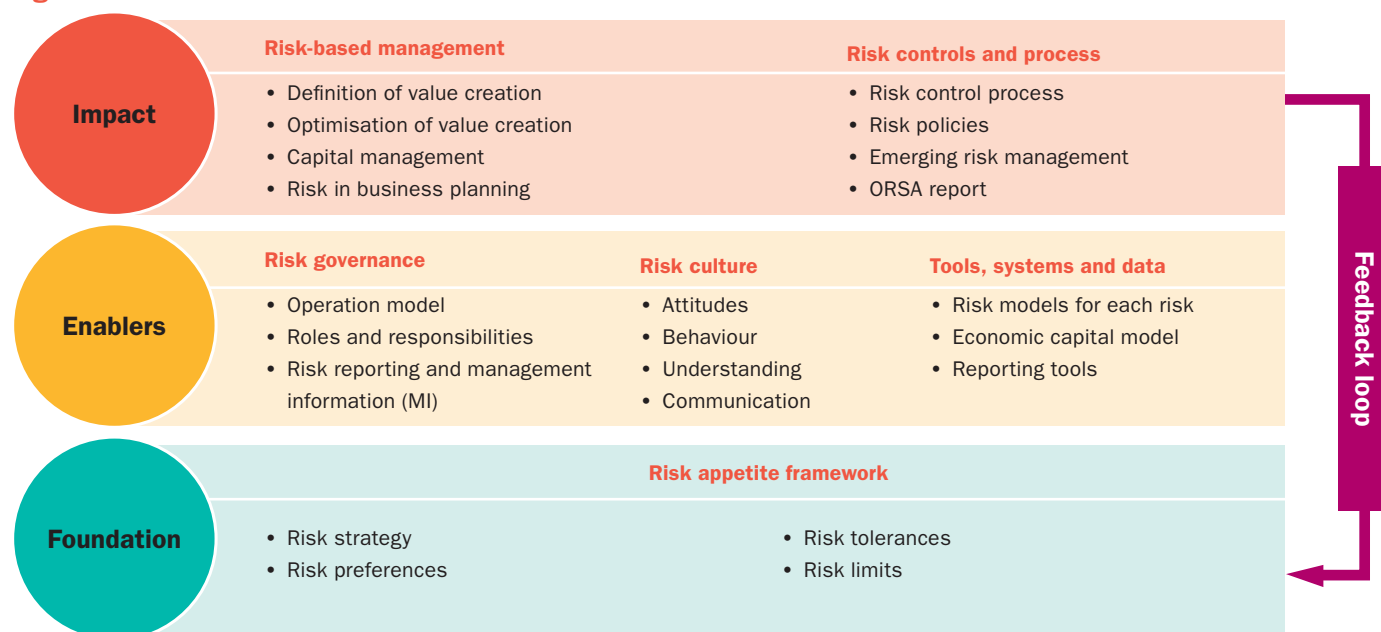 Impact
Risk-based management
• Definition of value creation
• Optimisation of value creation
• Capital management
• Risk in business planning
Risk controls and process
• Risk control process
• Risk policies
• Emerging risk management
• ORSA report
Enablers
Risk governance
• Operation model
• Roles and responsibilities
• Risk reporting and management
information (MI)
Risk culture
• Attitudes
• Behaviour
• Understanding
• Communication
Tools, systems and data
• Risk models for each risk
• Economic capital model
• Reporting tools
Foundation
Risk appetite framework
• Risk strategy
• Risk preferences
• Risk tolerances
• Risk limits
Feedback loop